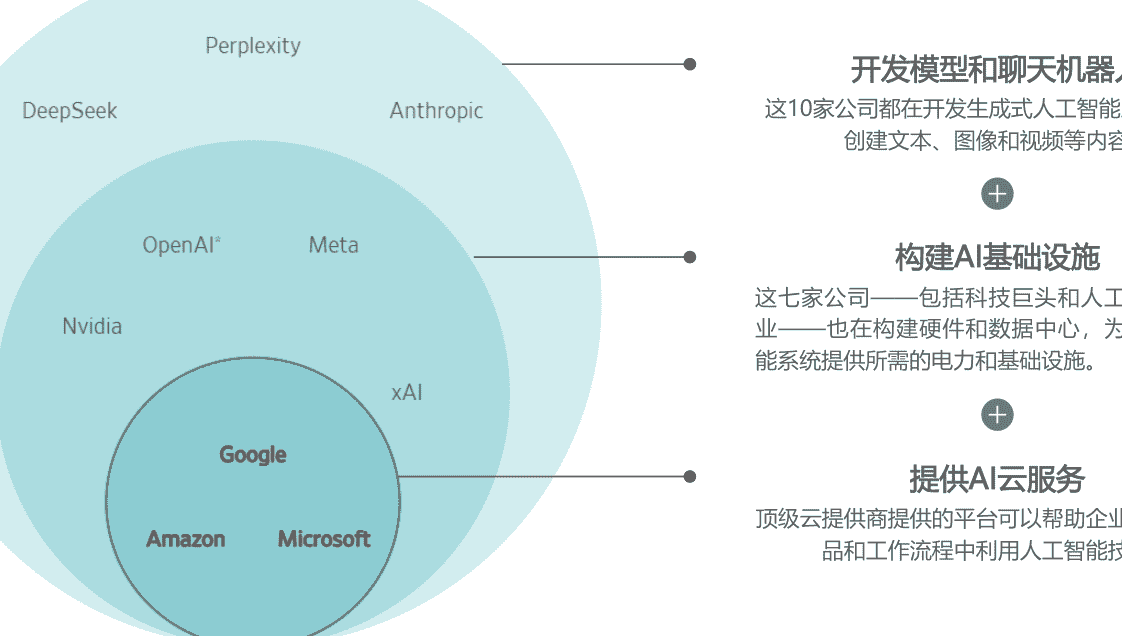 Perplexity
DeepSeek
Anthropic
OpenAI*
Meta
Nvidia
xAI
Google
Amazon
Microsoft
开发模型和聊天机器
这10家公司都在开发生成式人工智能
创建文本、图像和视频等内容
构建AI基础设施
这七家公司——包括科技巨头和人工
业——也在构建硬件和数据中心，为
能系统提供所需的电力和基础设施。
提供AI云服务
顶级云提供商提供的平台可以帮助企业
品和工作流程中利用人工智能技